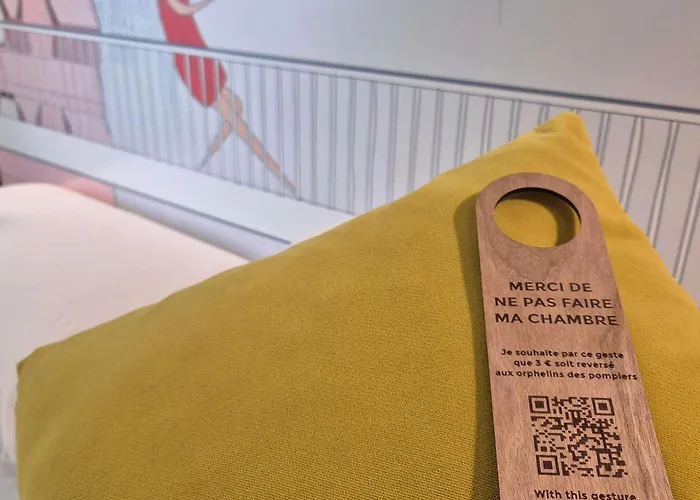 MERCI DE
NE PAS FAIRE
MA CHAMBRE
Je souhaite par ce geste
que 3 € soit reversé
aux orphelins des pompiers
With this gesture